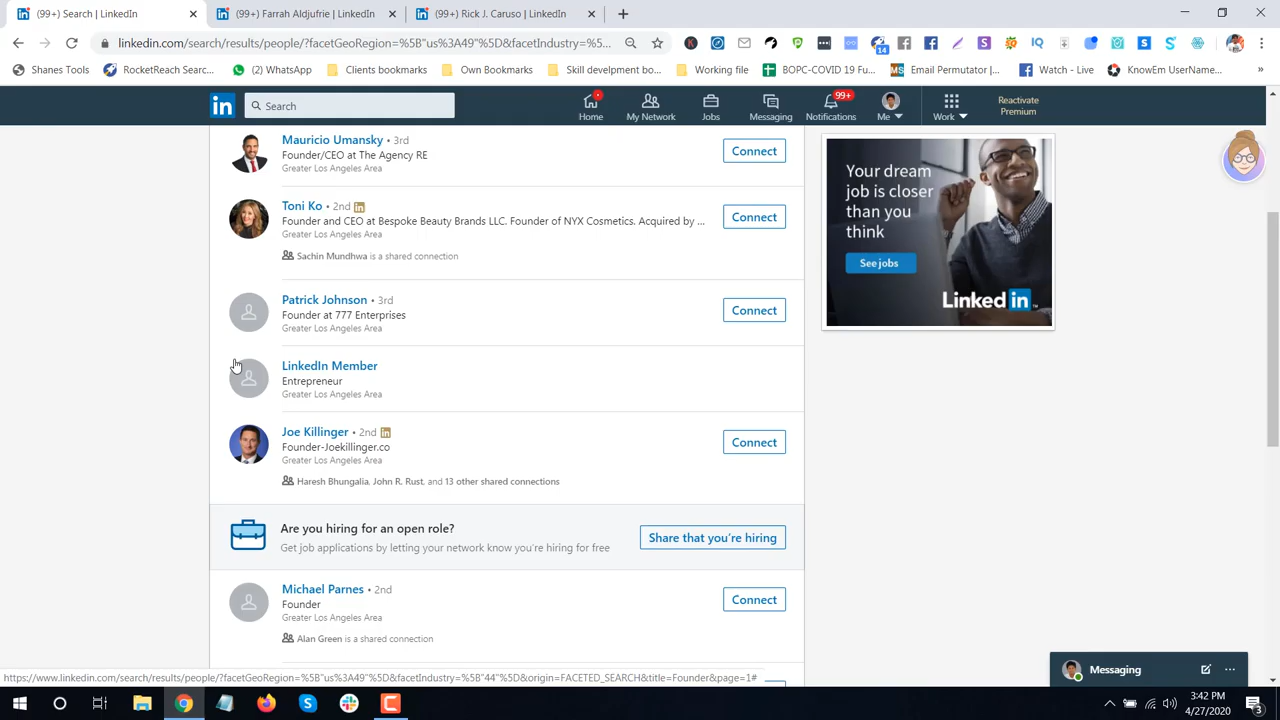 (99+) Search | LinkedIn
(99+) Farrah Aldjufrie | LinkedIn
(99+) Rick J. Caruso | LinkedIn
linkedin.com/search/results/people/?facetGeoRegion=%5B"us%3A49"%5D&facetIndustry=%5...
14
Shanes Tools
RocketReach Searc...
(2) WhatsApp
Clients bookmarks
Own Bookmarks
Skill develpment bo...
Working file
BOPC-COVID 19 Fu...
Email Permutator |...
Watch - Live
KnowEm UserName...
in
Search
Home
My Network
Jobs
Messaging
99+
Notifications
Me
Work
Reactivate
Premium
Mauricio Umansky • 3rd
Founder/CEO at The Agency RE
Greater Los Angeles Area
Connect
Toni Ko • 2nd in
Founder and CEO at Bespoke Beauty Brands LLC. Founder of NYX Cosmetics. Acquired by ...
Greater Los Angeles Area
Sachin Mundhwa is a shared connection
Connect
Patrick Johnson • 3rd
Founder at 777 Enterprises
Greater Los Angeles Area
Connect
LinkedIn Member
Entrepreneur
Greater Los Angeles Area
Joe Killinger • 2nd in
Founder-Joekillinger.co
Greater Los Angeles Area
Haresh Bhungalia, John R. Rust, and 13 other shared connections
Connect
Are you hiring for an open role?
Get job applications by letting your network know you're hiring for free
Share that you're hiring
Michael Parnes • 2nd
Founder
Greater Los Angeles Area
Alan Green is a shared connection
Connect
Your dream
job is closer
than you
think
See jobs
Linked in
Messaging
https://www.linkedin.com/search/results/people/?facetGeoRegion=%5B"us%3A49"%5D&facetIndustry=%5B"44"%5D&origin=FACETED_SEARCH&title=Founder&page=1#
3:42 PM
4/27/2020
3